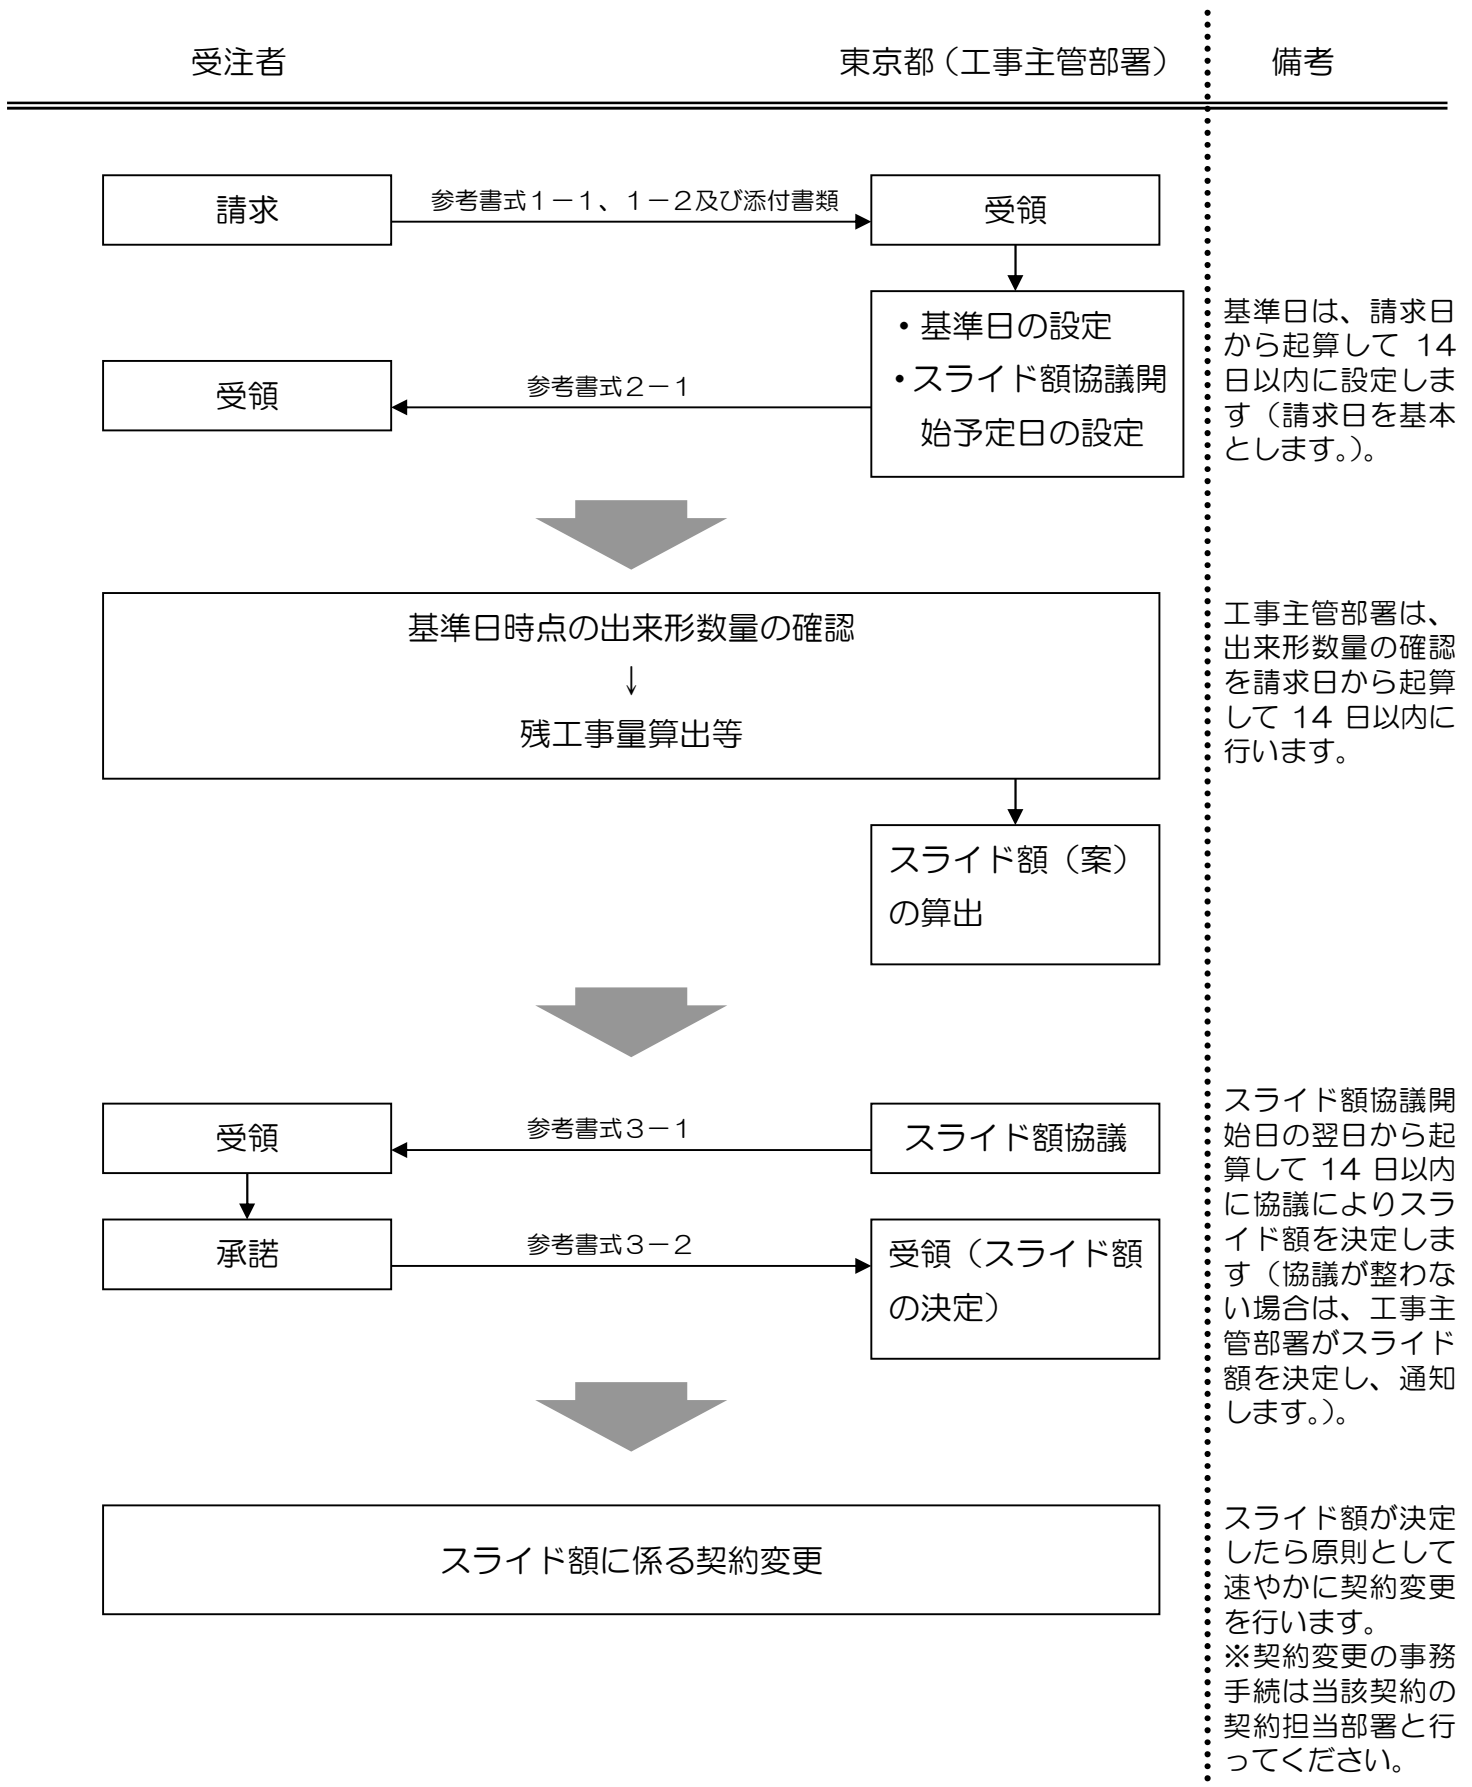 受注者
東京都（工事主管部署）
備考
請求
参考書式１－１、１－２及び添付書類
受領
・基準日の設定
・スライド額協議開
始予定日の設定
受領
参考書式２－１
基準日は、請求日
から起算して 14
日以内に設定しま
す（請求日を基本
とします。）。
基準日時点の出来形数量の確認
↓
残工事量算出等
工事主管部署は、
出来形数量の確認
を請求日から起算
して 14 日以内に
行います。
スライド額（案）
の算出
受領
参考書式３－１
スライド額協議
承諾
参考書式３－２
受領（スライド額
の決定）
スライド額協議開
始日の翌日から起
算して 14 日以内
に協議によりスラ
イド額を決定しま
す（協議が整わな
い場合は、工事主
管部署がスライド
額を決定し、通知
します。）。
スライド額に係る契約変更
スライド額が決定
したら原則として
速やかに契約変更
を行います。
※契約変更の事務
手続は当該契約の
契約担当部署と行
ってください。